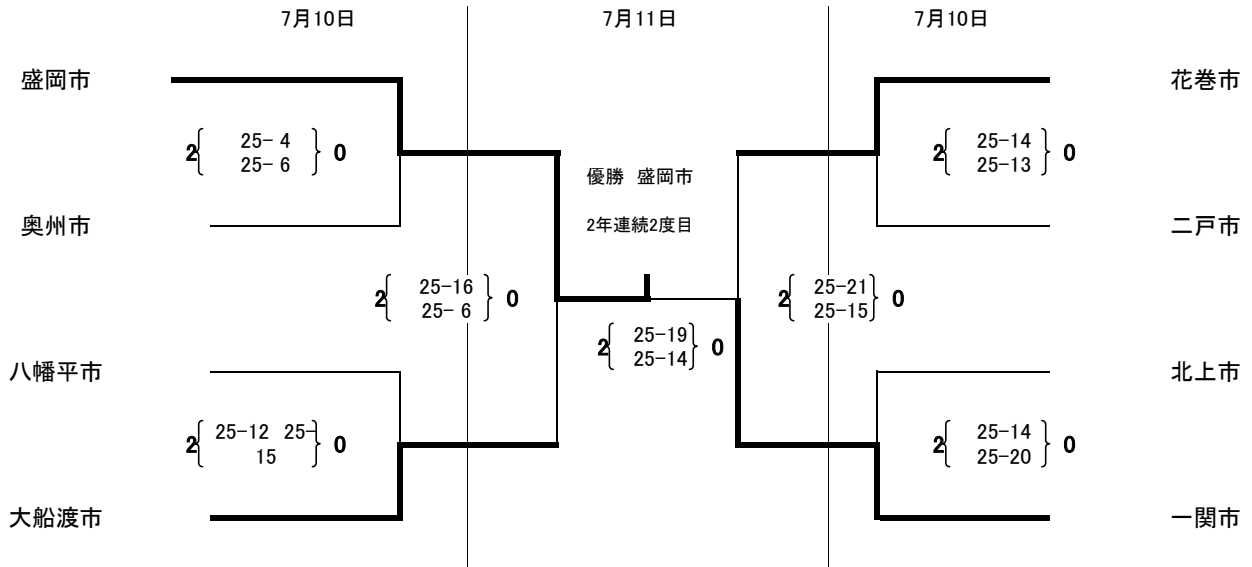 7月10日 7月11日 7月10日
盛岡市 花巻市
2 25- 4 0 2 25-14 0
25- 6 25-13
優勝 盛岡市
奥州市 2年連続2度目 二戸市
2 25-16 0 2 25-21 0
25- 6 25-15
2 25-19 0
25-14
八幡平市 北上市
2 25-12 25- 0 2 25-14 0
15 25-20
大船渡市 一関市